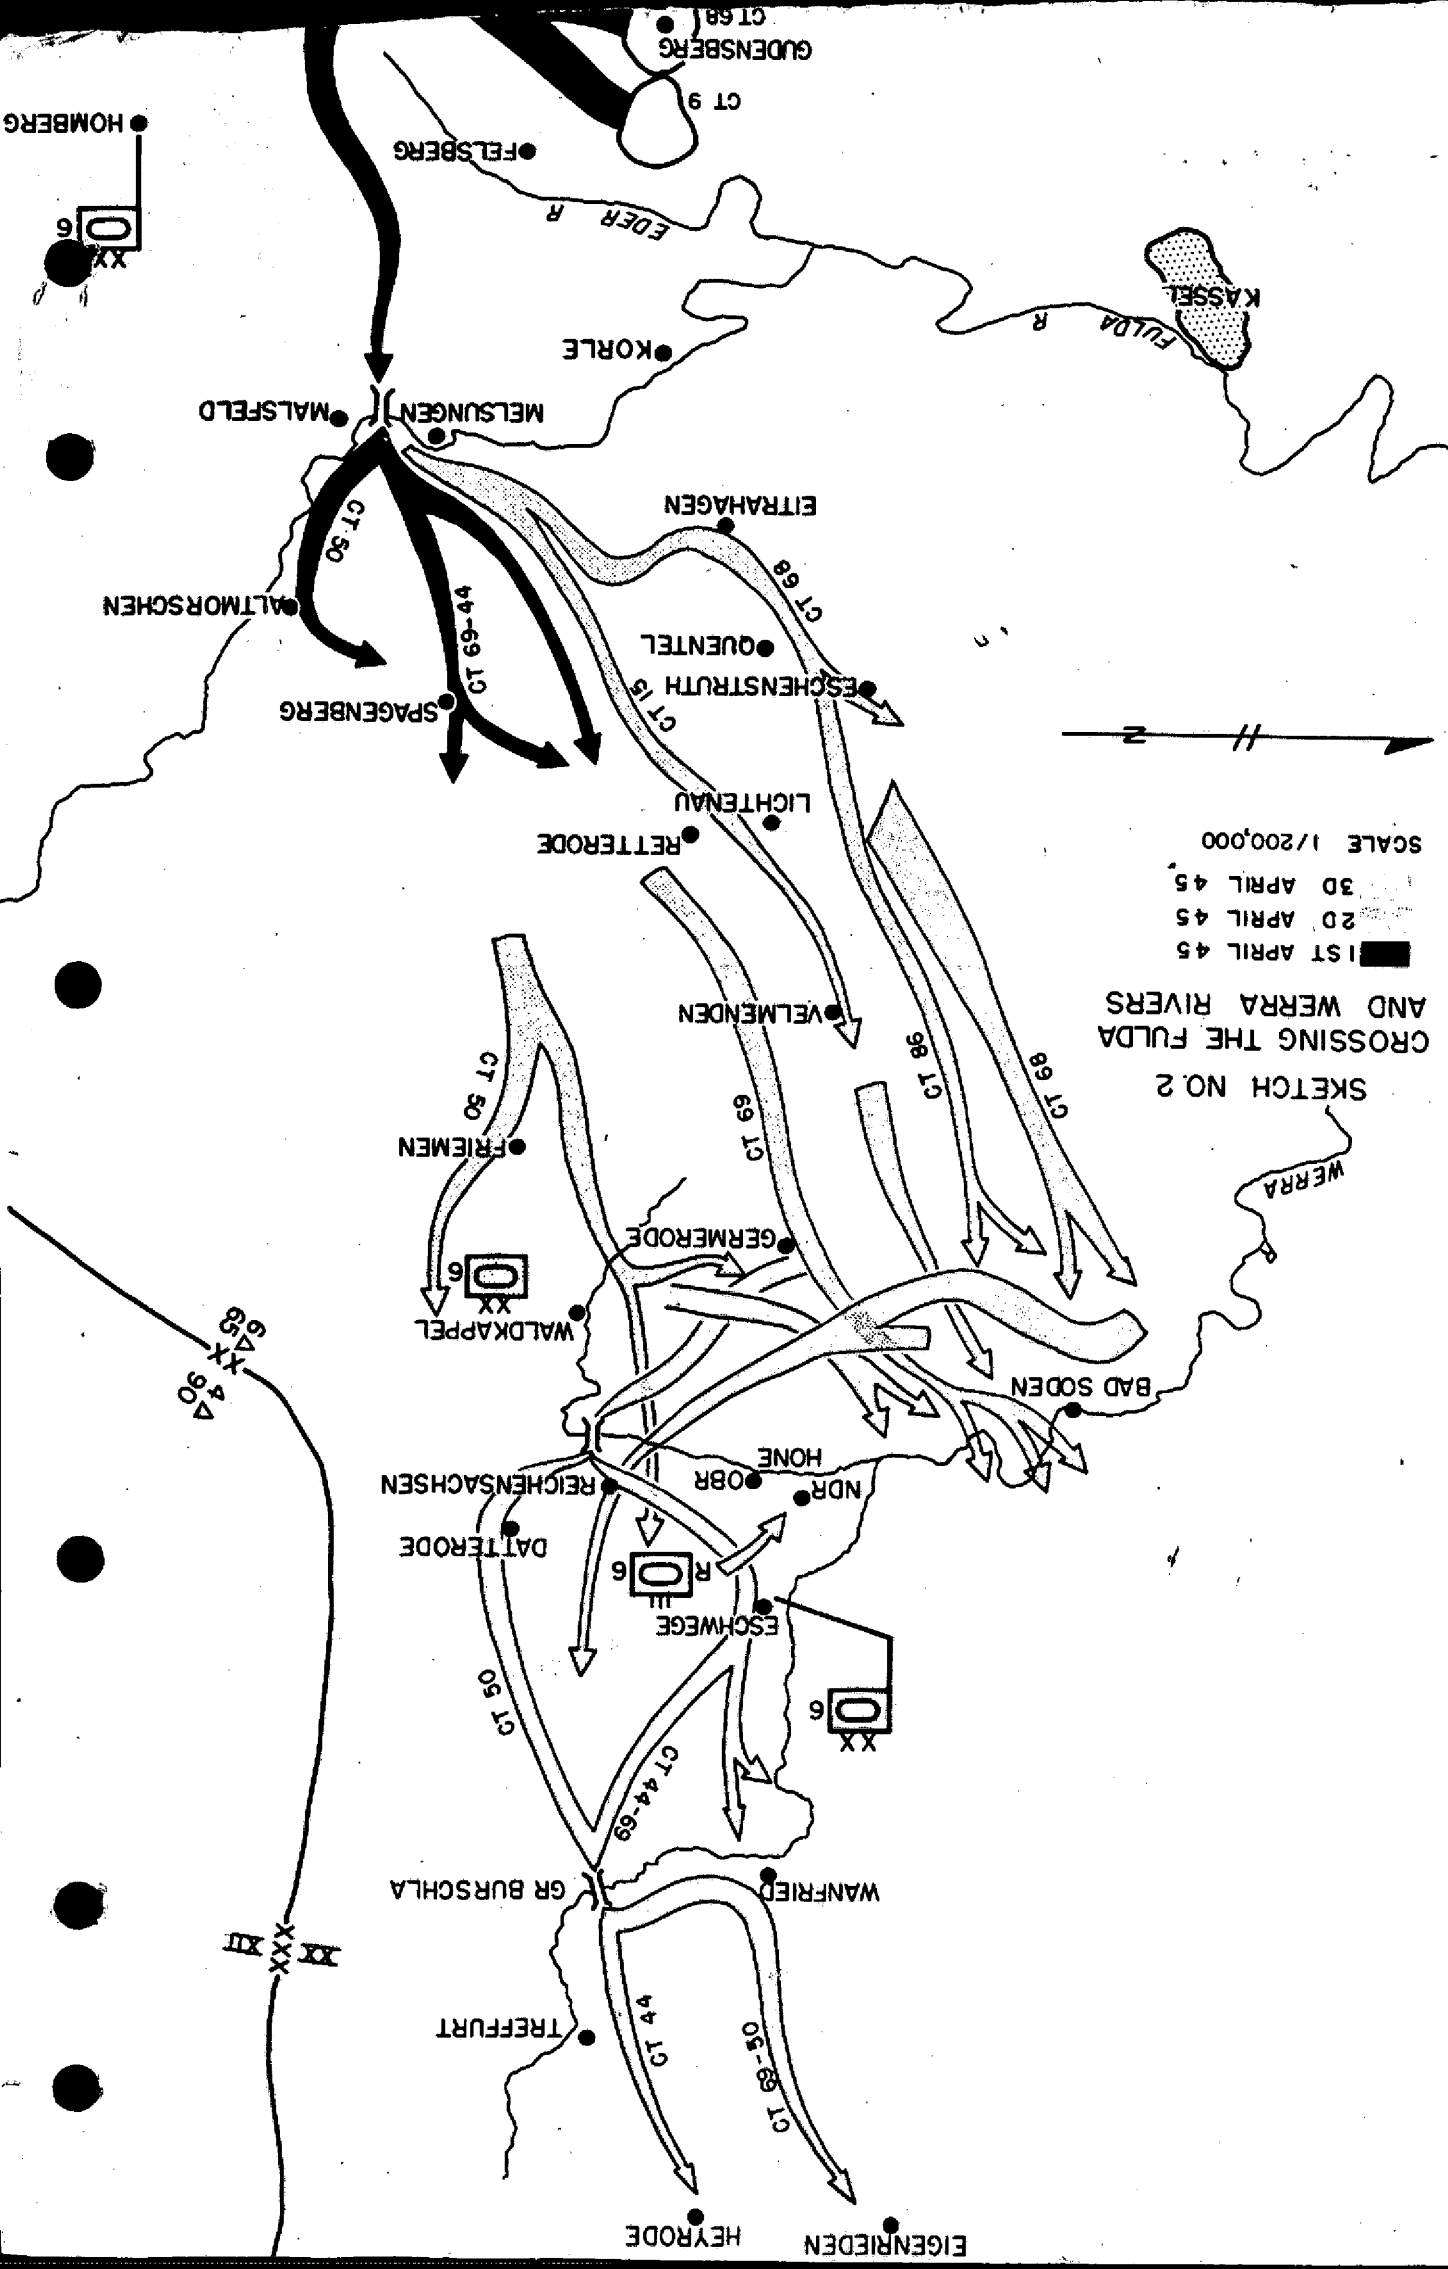 EIGENRIEDEN
HEYRODE
CT 69-50
CT 44
TREFFURT
XX
XXX
XII
WANFRIED
GR BURSCHLA
CT 44-69
CT 50
XX
6
ESCHWEGE
III
R
6
DATTERODE
NDR
OBR
HONE
REICHENSACHSEN
BAD SODEN
4
90
XX
6
65
WALDKAPPEL
XX
6
GERMERODE
WERRA
R
FRIEMEN
CT 50
CT 69
CT 86
CT 68
SKETCH NO. 2
CROSSING THE FULDA
AND WERRA RIVERS
1ST APRIL 45
2D APRIL 45
3D APRIL 45
SCALE 1/200,000
N
VELMENDEN
RETTERODE
LICHTENAU
SPAGENBERG
CT 15
ESCHENSTRUTH
QUENTEL
CT 69-44
CT 68
ALTMORSCHEN
CT 50
EITRAHAGEN
MELSUNGEN
MALSFELD
KORLE
FULDA R
KASSEL
EDER R
XX
6
FELSBERG
HOMBERG
CT 9
GUDENSBERG
CT 68